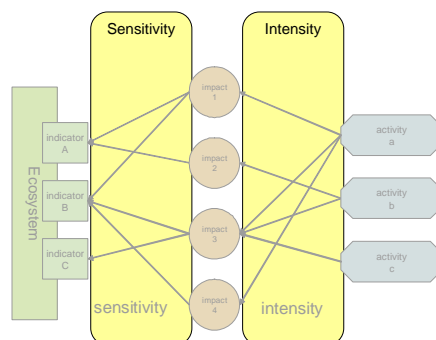 Sensitivity
Intensity
impact
1
activity
a
indicator
A
impact
2
Ecosystem
indicator
B
activity
b
impact
3
indicator
C
activity
c
sensitivity
impact
4
intensity